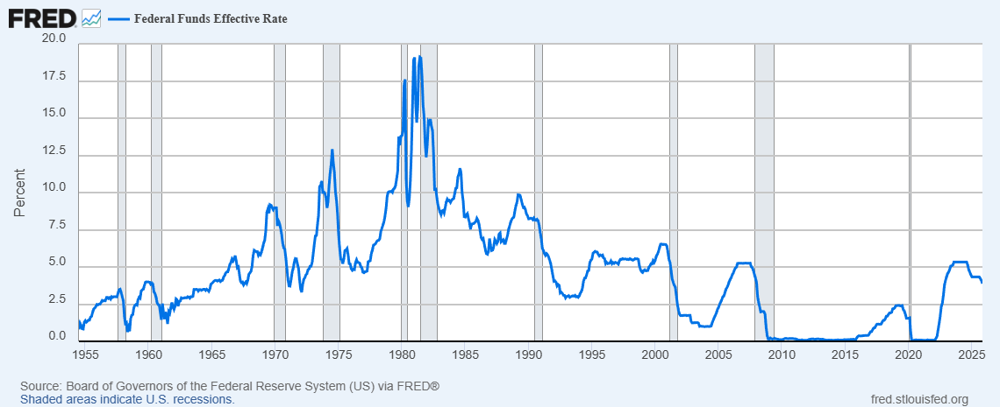 FRED® Federal Funds Effective Rate
20.0
17.5
15.0
12.5
10.0
7.5
5.0
2.5
0.0
Percent
1955 1960 1965 1970 1975 1980 1985 1990 1995 2000 2005 2010 2015 2020 2025
Source: Board of Governors of the Federal Reserve System (US) via FRED®
Shaded areas indicate U.S. recessions. fred.stlouisfed.org